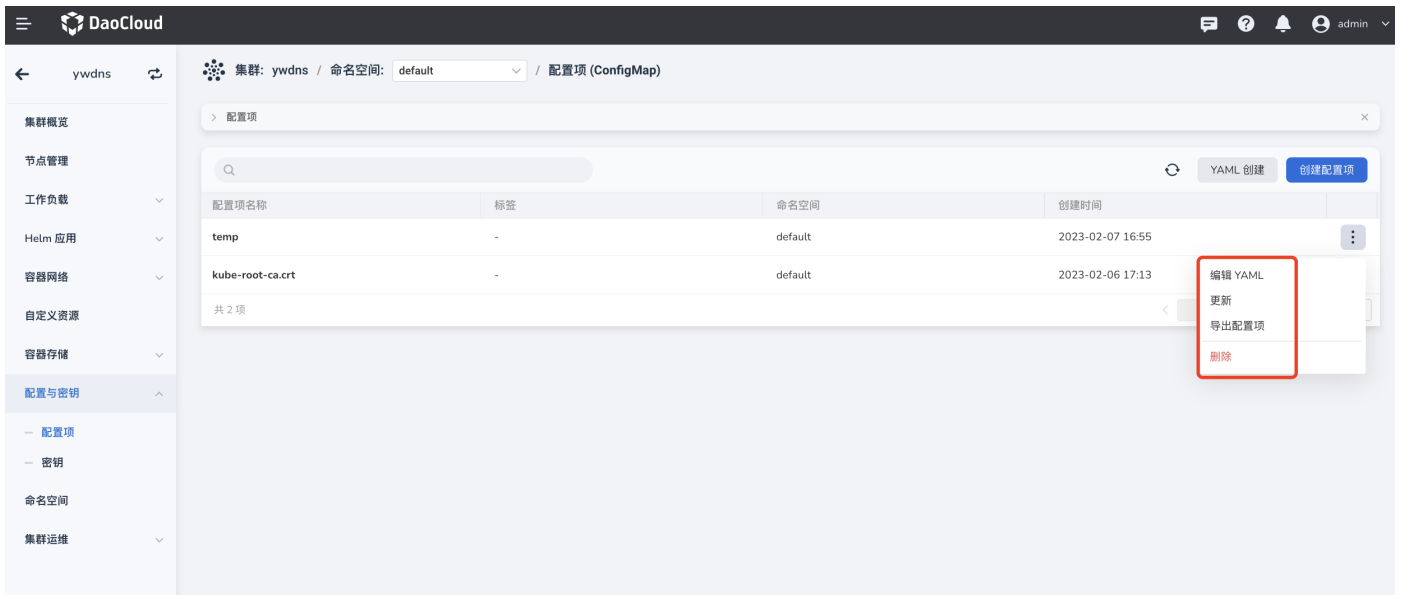 DaoCloud
admin
ywdns
集群: ywdns / 命名空间: default / 配置项 (ConfigMap)
集群概览
节点管理
工作负载
Helm 应用
容器网络
自定义资源
容器存储
配置与密钥
配置项
密钥
命名空间
集群运维
配置项
YAML 创建
创建配置项
配置项名称 标签 命名空间 创建时间
temp - default 2023-02-07 16:55
kube-root-ca.crt - default 2023-02-06 17:13
共 2 项
编辑 YAML
更新
导出配置项
删除